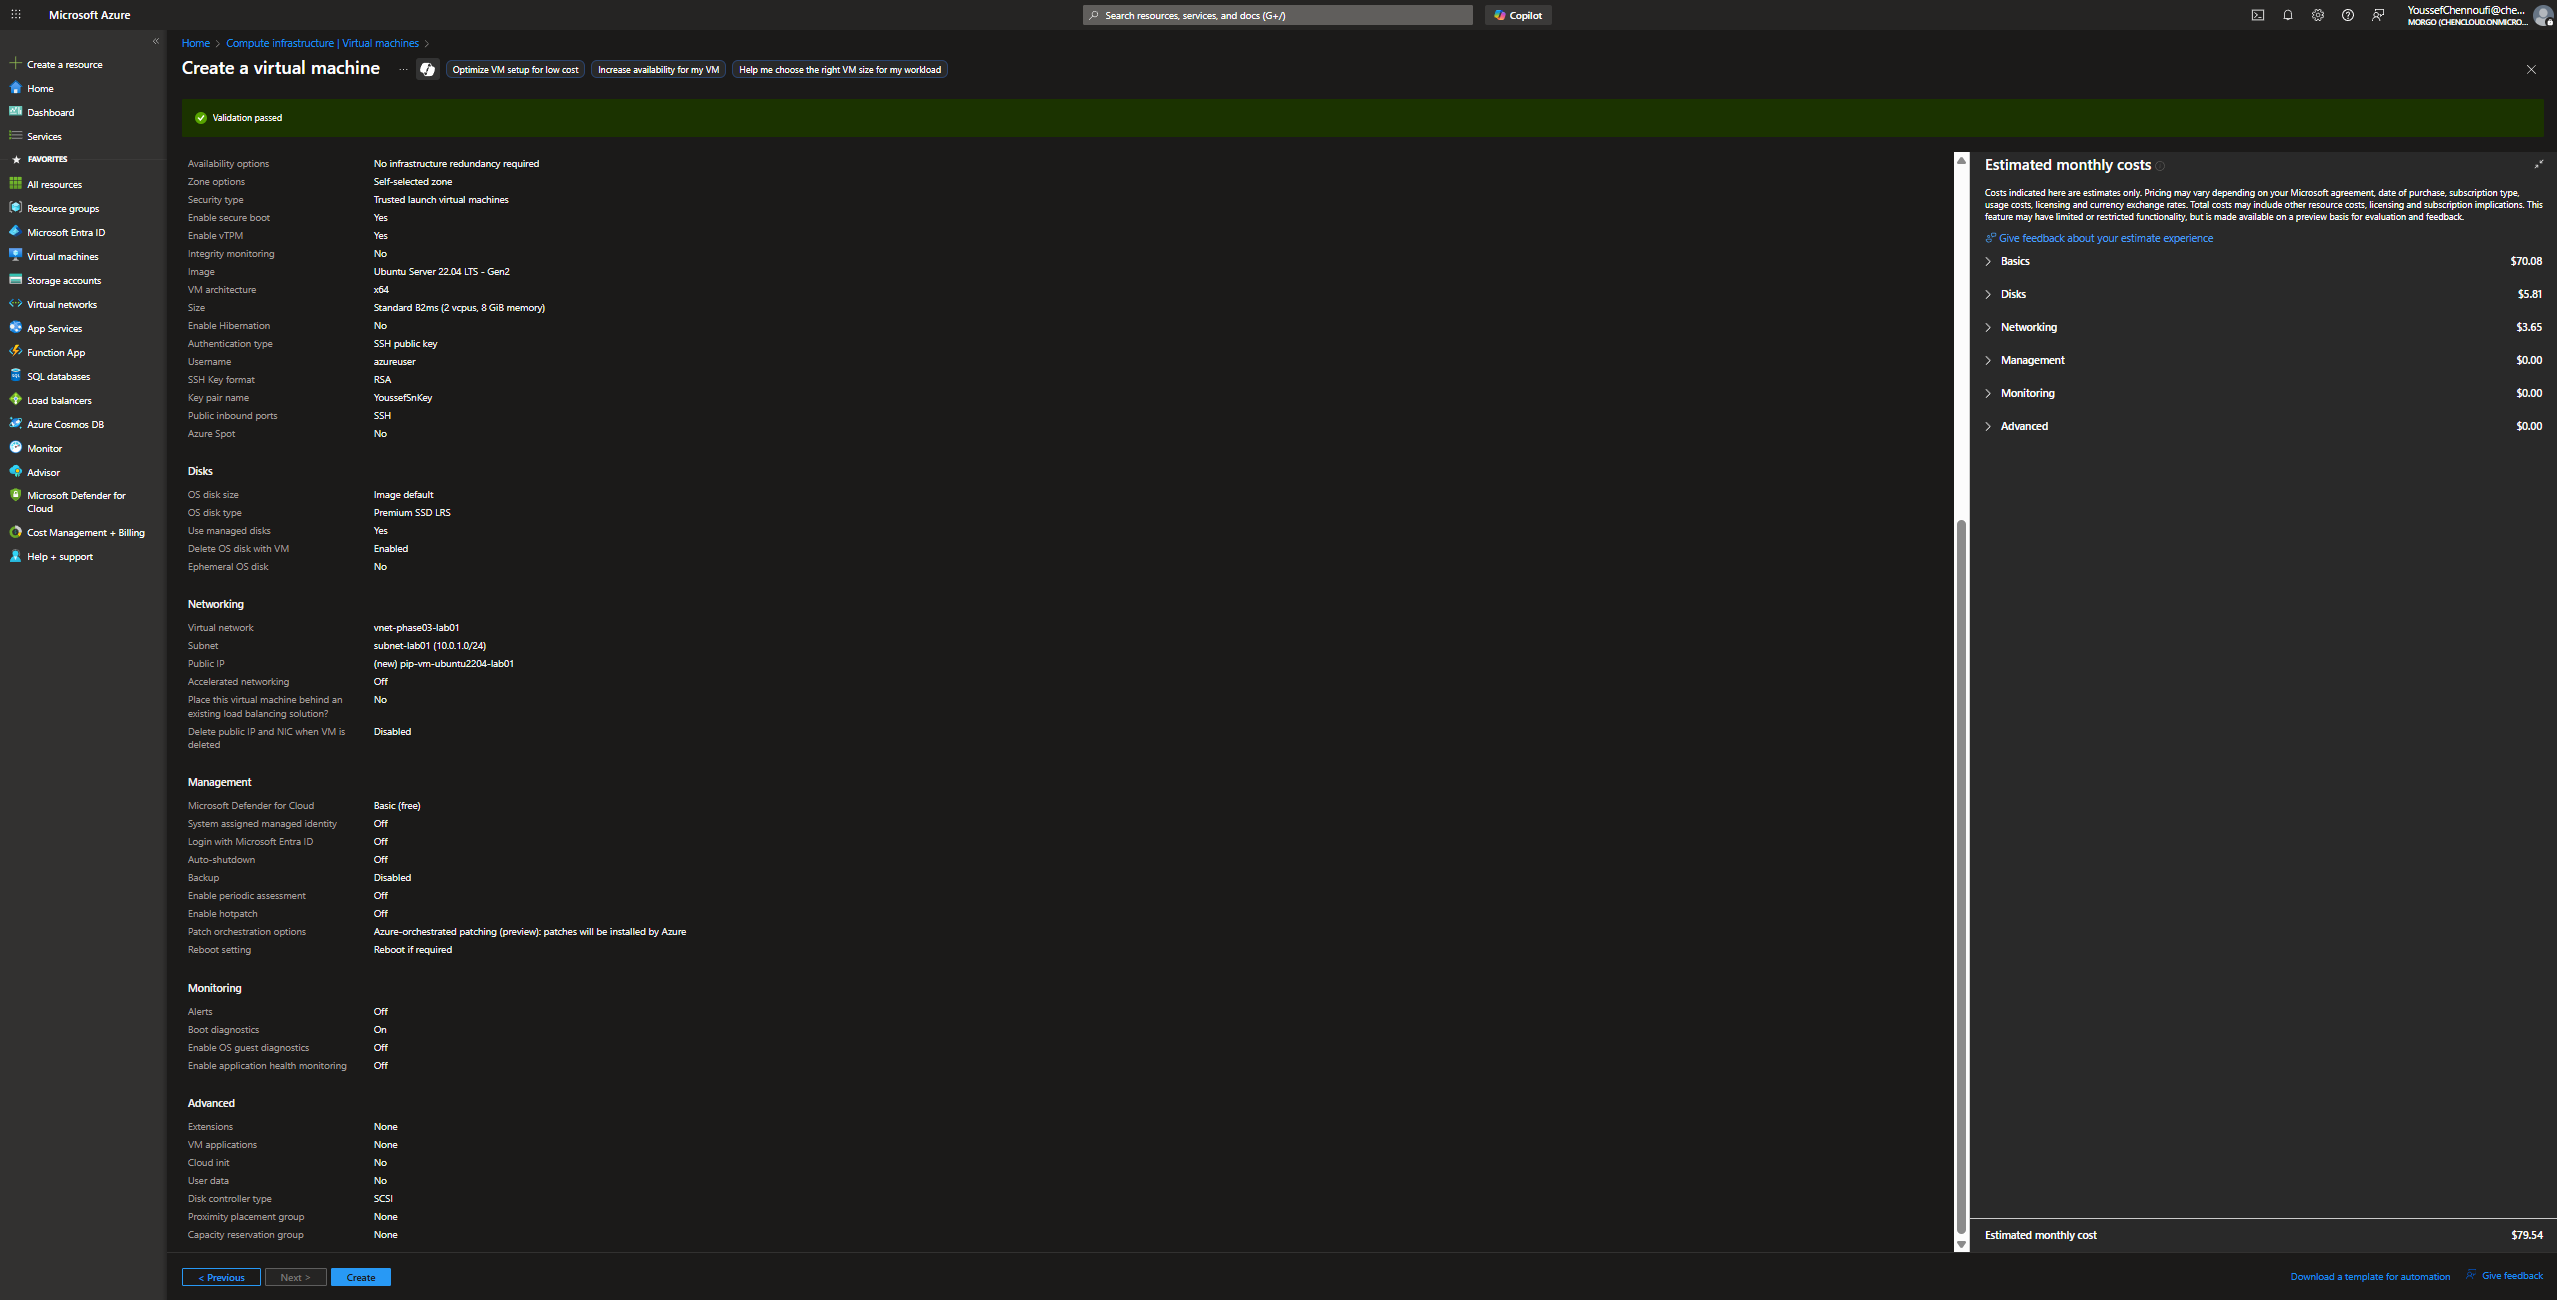 Microsoft Azure
Search resources, services, and docs (G+/)
Copilot
YoussefChennoufi@che...
MORGO (CHENCLOUD.ONMICRO...
Create a resource
Home
Dashboard
Services
FAVORITES
All resources
Resource groups
Microsoft Entra ID
Virtual machines
Storage accounts
Virtual networks
App Services
Function App
SQL databases
Load balancers
Azure Cosmos DB
Monitor
Advisor
Microsoft Defender for
Cloud
Cost Management + Billing
Help + support
Home > Compute infrastructure | Virtual machines >
Create a virtual machine ...
Optimize VM setup for low cost
Increase availability for my VM
Help me choose the right VM size for my workload
Validation passed
Availability options No infrastructure redundancy required
Zone options Self-selected zone
Security type Trusted launch virtual machines
Enable secure boot Yes
Enable vTPM Yes
Integrity monitoring No
Image Ubuntu Server 22.04 LTS - Gen2
VM architecture x64
Size Standard B2ms (2 vcpus, 8 GiB memory)
Enable Hibernation No
Authentication type SSH public key
Username azureuser
SSH Key format RSA
Key pair name YoussefSnKey
Public inbound ports SSH
Azure Spot No
Disks
OS disk size Image default
OS disk type Premium SSD LRS
Use managed disks Yes
Delete OS disk with VM Enabled
Ephemeral OS disk No
Networking
Virtual network vnet-phase03-lab01
Subnet subnet-lab01 (10.0.1.0/24)
Public IP (new) pip-vm-ubuntu2204-lab01
Accelerated networking Off
Place this virtual machine behind an No
existing load balancing solution?
Delete public IP and NIC when VM is Disabled
deleted
Management
Microsoft Defender for Cloud Basic (free)
System assigned managed identity Off
Login with Microsoft Entra ID Off
Auto-shutdown Off
Backup Disabled
Enable periodic assessment Off
Enable hotpatch Off
Patch orchestration options Azure-orchestrated patching (preview): patches will be installed by Azure
Reboot setting Reboot if required
Monitoring
Alerts Off
Boot diagnostics On
Enable OS guest diagnostics Off
Enable application health monitoring Off
Advanced
Extensions None
VM applications None
Cloud init No
User data No
Disk controller type SCSI
Proximity placement group None
Capacity reservation group None
< Previous
Next >
Create
Estimated monthly costs
Costs indicated here are estimates only. Pricing may vary depending on your Microsoft agreement, date of purchase, subscription type,
usage costs, licensing and currency exchange rates. Total costs may include other resource costs, licensing and subscription implications. This
feature may have limited or restricted functionality, but is made available on a preview basis for evaluation and feedback.
Give feedback about your estimate experience
Basics $70.08
Disks $5.81
Networking $3.65
Management $0.00
Monitoring $0.00
Advanced $0.00
Estimated monthly cost $79.54
Download a template for automation
Give feedback